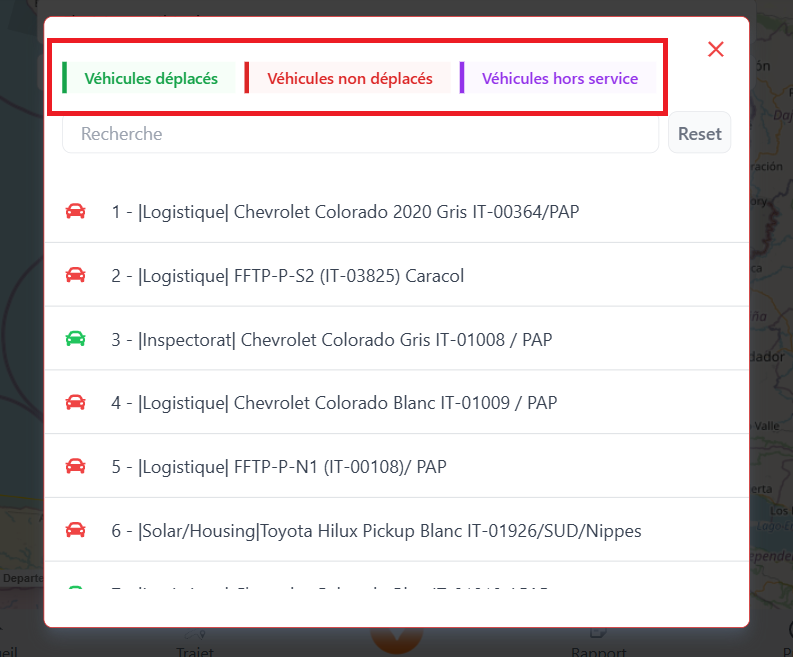 Véhicules déplacés
Véhicules non déplacés
Véhicules hors service
Recherche
Reset
1 - |Logistique| Chevrolet Colorado 2020 Gris IT-00364/PAP
2 - |Logistique| FFTP-P-S2 (IT-03825) Caracol
3 - |Inspectorat| Chevrolet Colorado Gris IT-01008 / PAP
4 - |Logistique| Chevrolet Colorado Blanc IT-01009 / PAP
5 - |Logistique| FFTP-P-N1 (IT-00108)/ PAP
6 - |Solar/Housing|Toyota Hilux Pickup Blanc IT-01926/SUD/Nippes
Departe
Trajet
Rapport